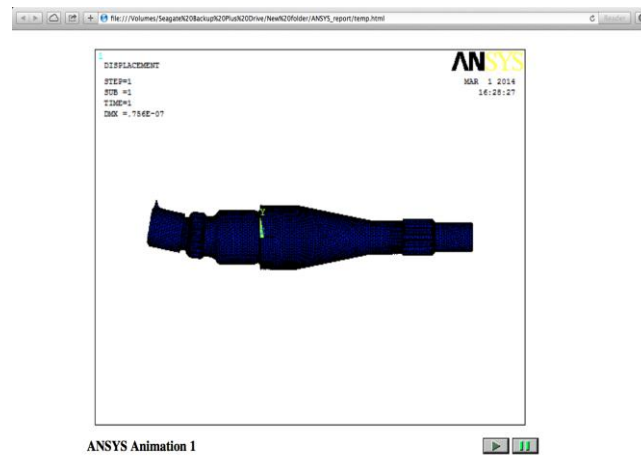 file:///Volumes/Seagate%20Backup%20Plus%20Drive/New%20folder/ANSYS_report/temp.html
Reader
1
DISPLACEMENT
STEP=1
SUB =1
TIME=1
DMX =.756E-07
ANSYS
MAR 1 2014
16:28:27
ANSYS Animation 1